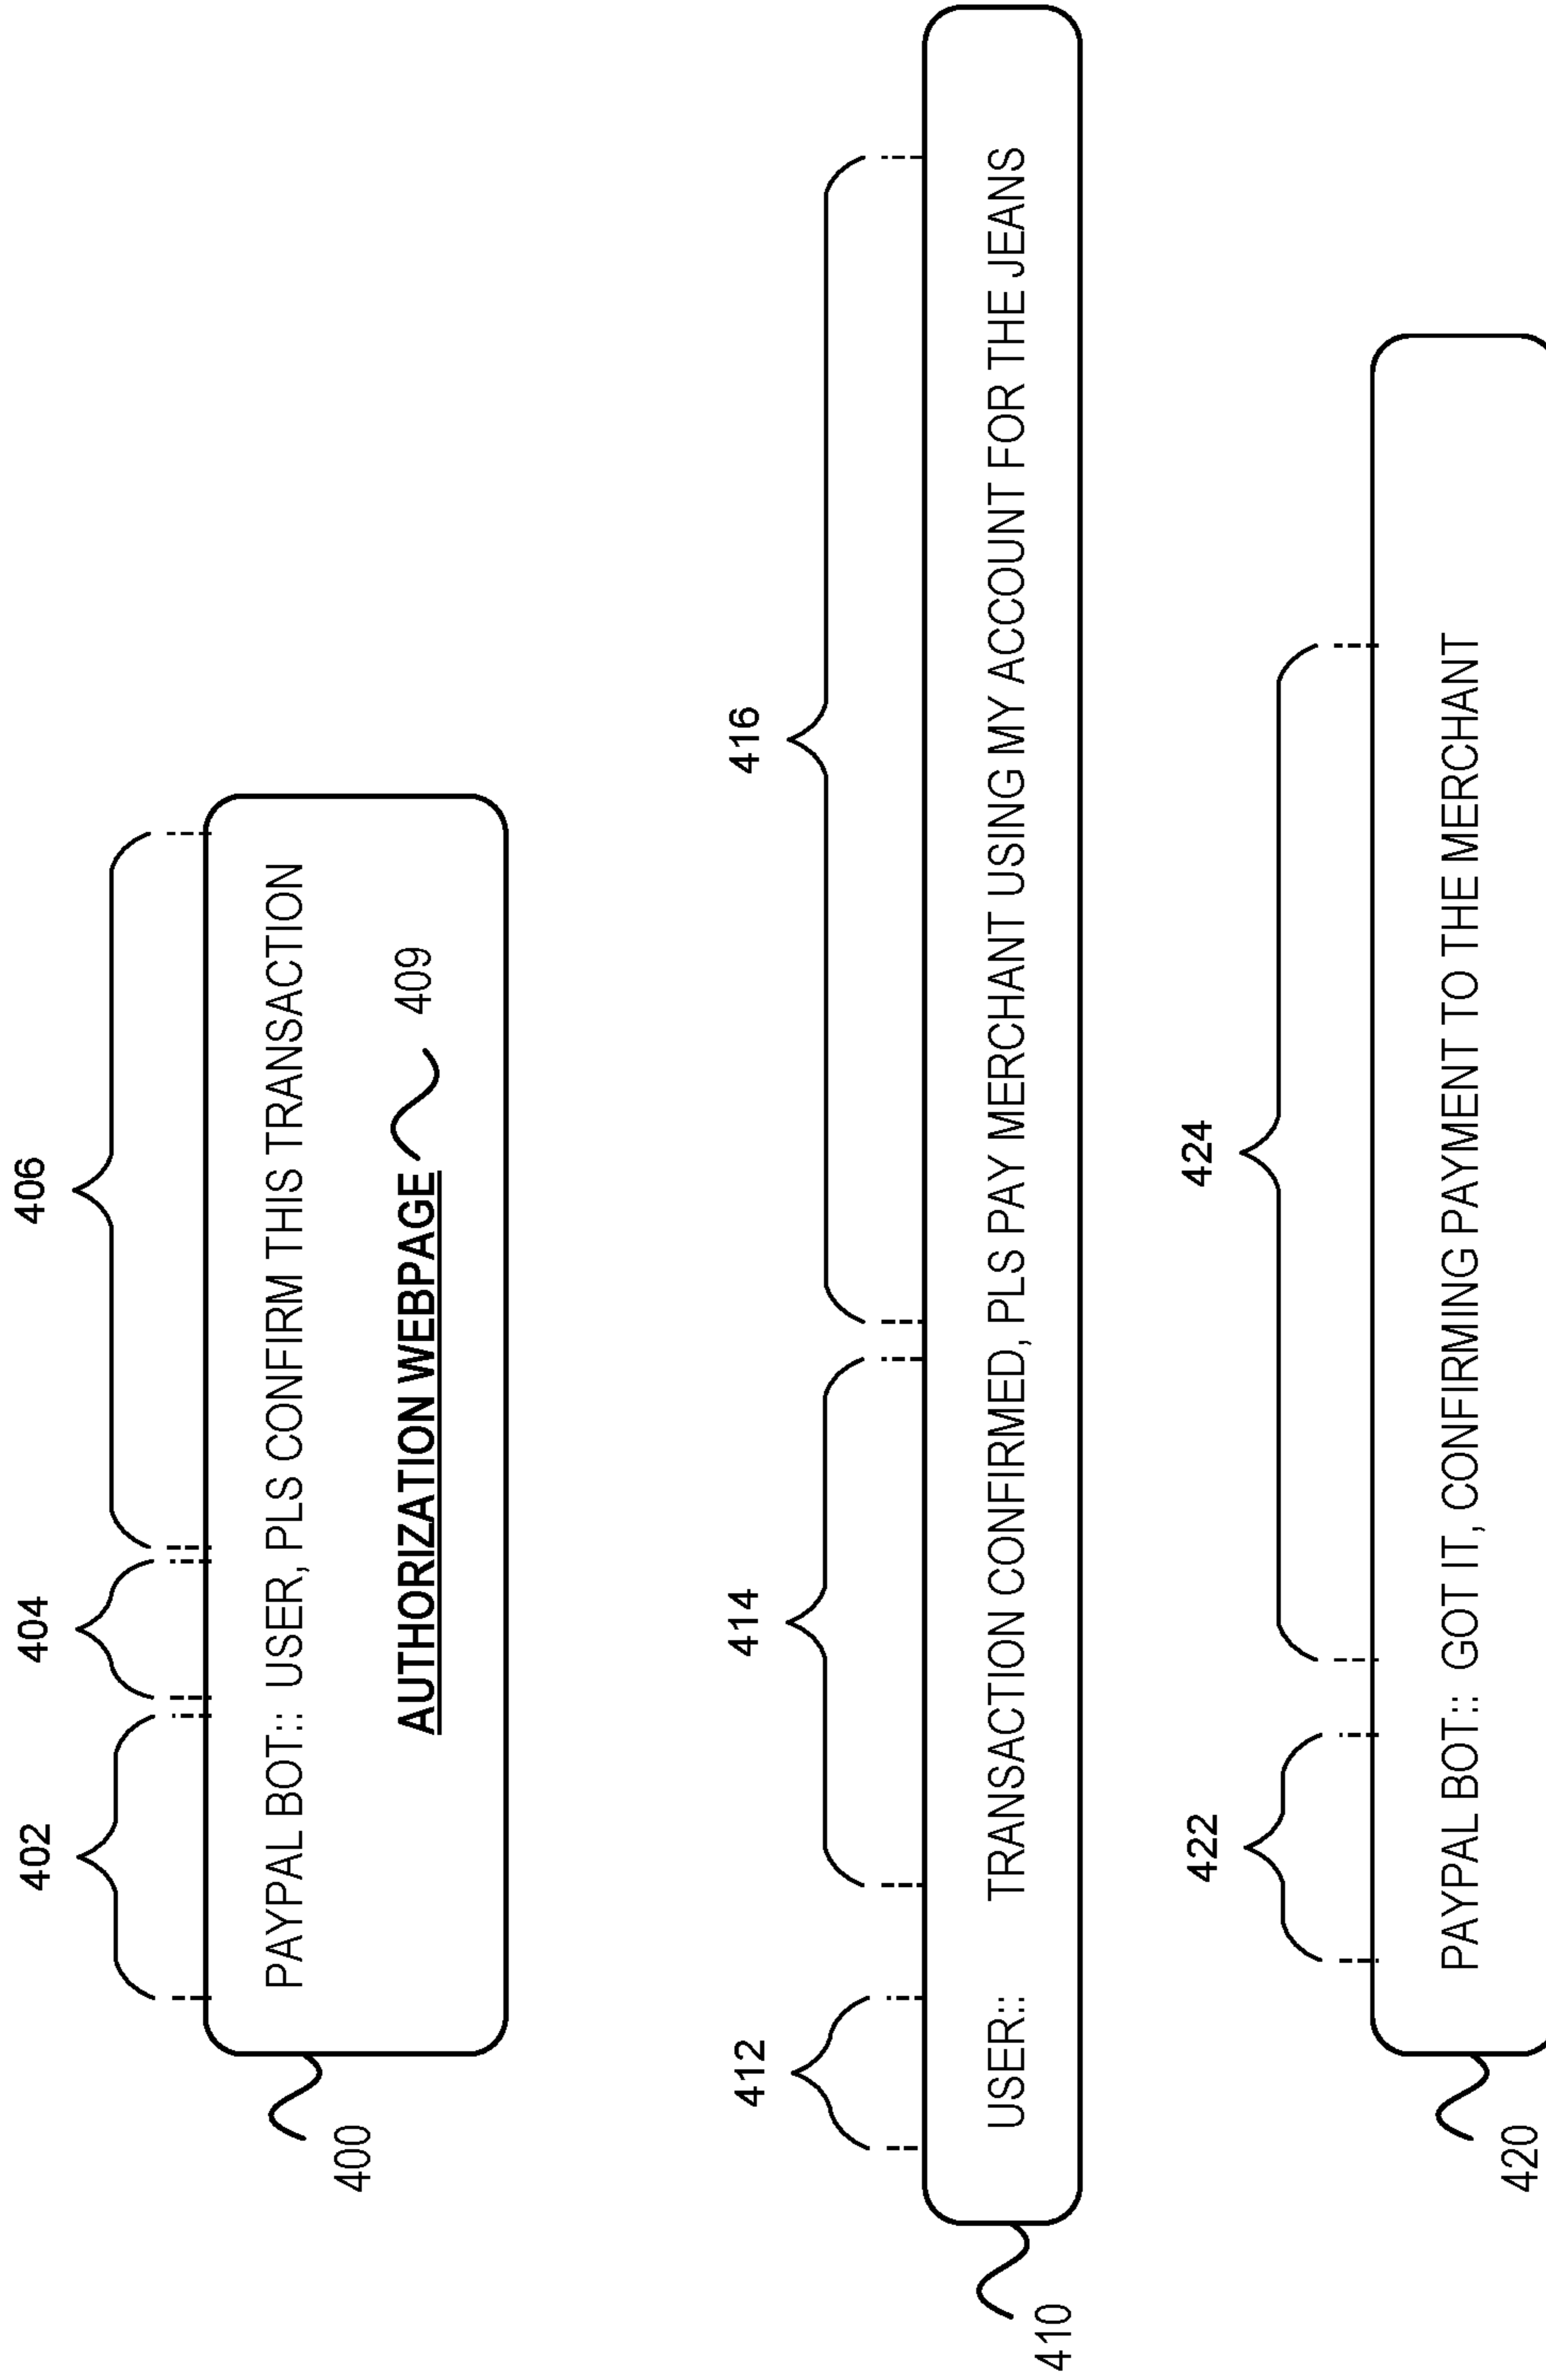 402 404 406
PAYPAL BOT:: USER, PLS CONFIRM THIS TRANSACTION
AUTHORIZATION WEBPAGE 409
400
412 414 416
USER:: TRANSACTION CONFIRMED, PLS PAY MERCHANT USING MY ACCOUNT FOR THE JEANS
410
422 424
PAYPAL BOT:: GOT IT, CONFIRMING PAYMENT TO THE MERCHANT
420